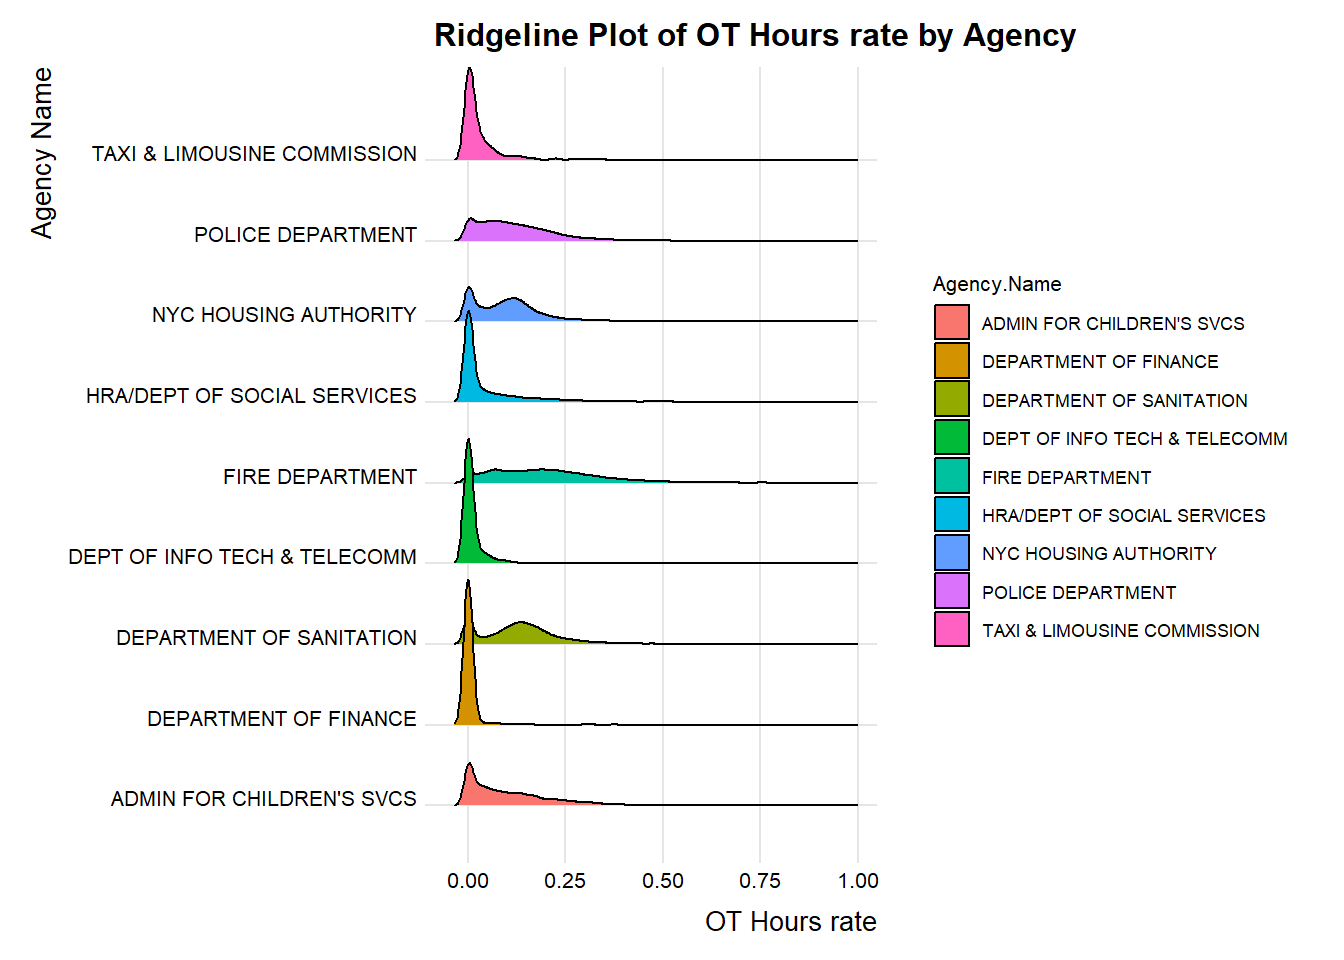 Ridgeline Plot of OT Hours rate by Agency
Agency Name
TAXI & LIMOUSINE COMMISSION
POLICE DEPARTMENT
NYC HOUSING AUTHORITY
HRA/DEPT OF SOCIAL SERVICES
FIRE DEPARTMENT
DEPT OF INFO TECH & TELECOMM
DEPARTMENT OF SANITATION
DEPARTMENT OF FINANCE
ADMIN FOR CHILDREN'S SVCS
0.00 0.25 0.50 0.75 1.00
OT Hours rate
Agency.Name
ADMIN FOR CHILDREN'S SVCS
DEPARTMENT OF FINANCE
DEPARTMENT OF SANITATION
DEPT OF INFO TECH & TELECOMM
FIRE DEPARTMENT
HRA/DEPT OF SOCIAL SERVICES
NYC HOUSING AUTHORITY
POLICE DEPARTMENT
TAXI & LIMOUSINE COMMISSION